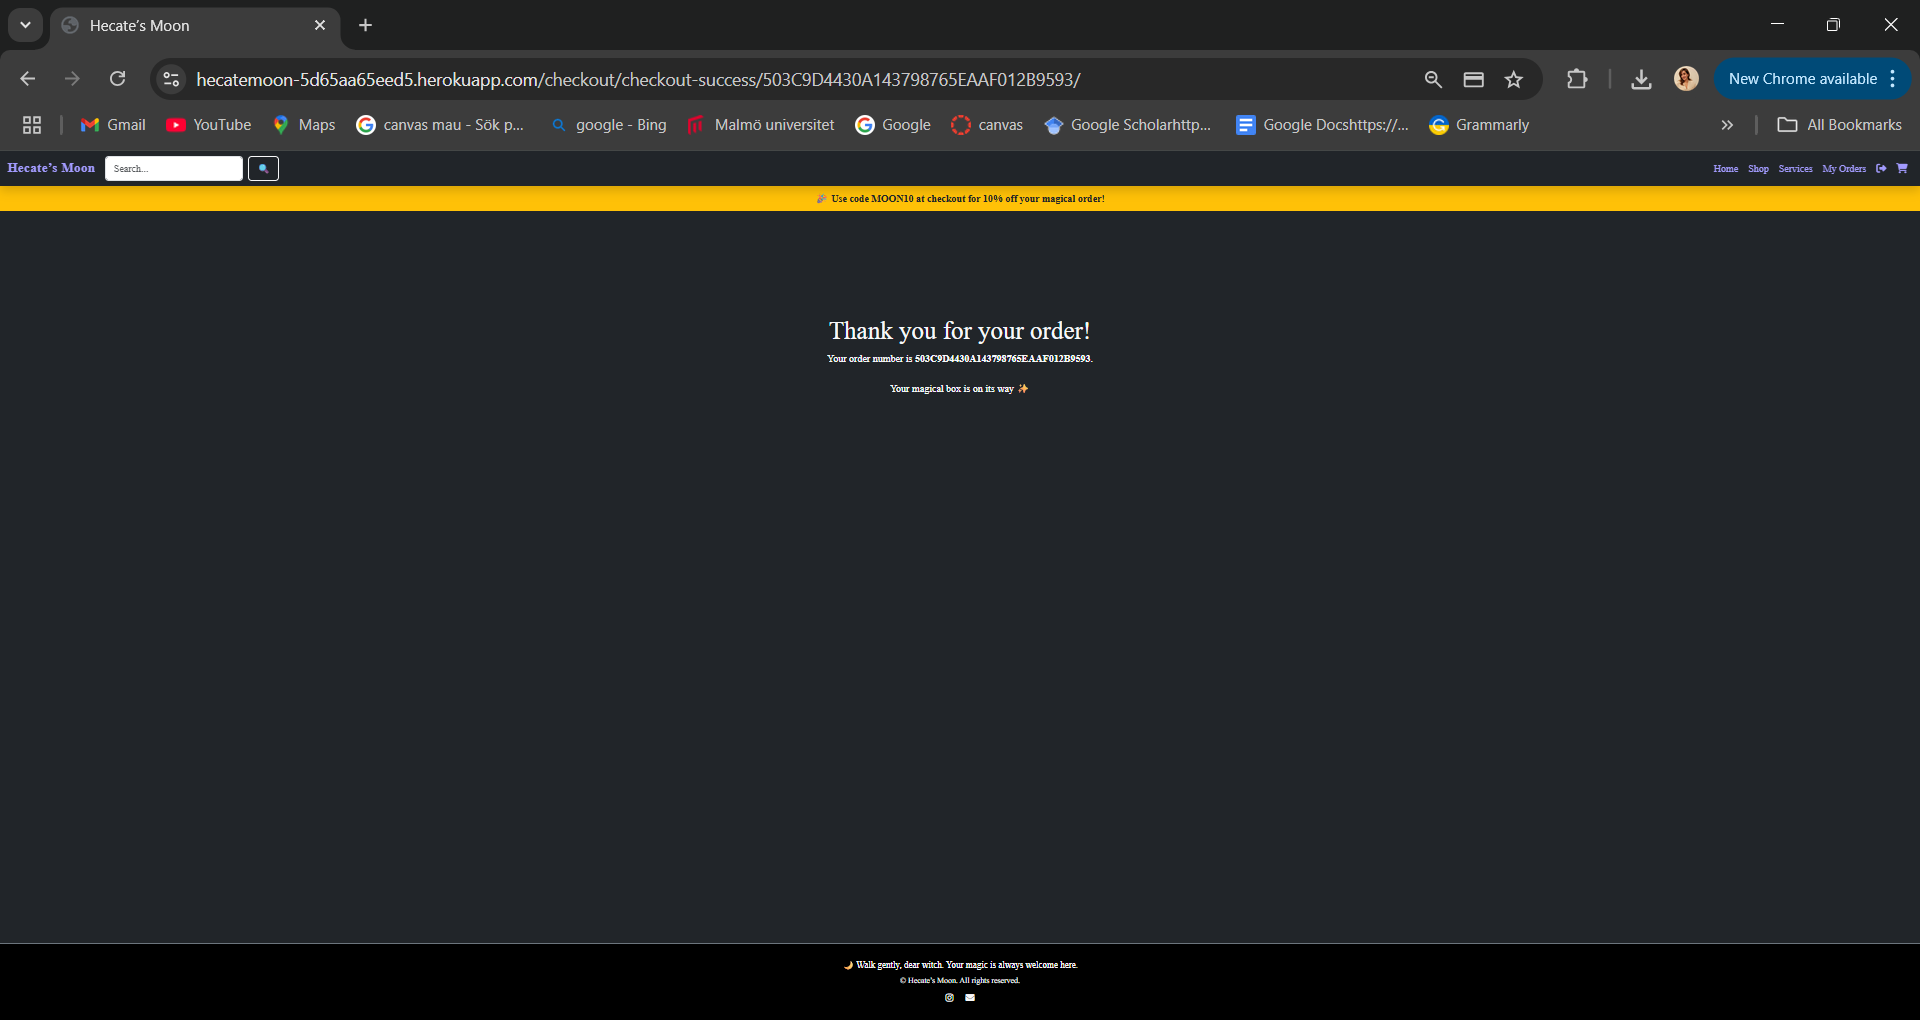 Hecate's Moon
hecatemoon-5d65aa65eed5.herokuapp.com/checkout/checkout-success/503C9D4430A143798765EAAF012B9593/
New Chrome available
Gmail
YouTube
Maps
canvas mau - Sök p...
google - Bing
Malmö universitet
Google
canvas
Google Scholarhttp...
Google Docshttps://...
Grammarly
All Bookmarks
Hecate's Moon
Search...
Home Shop Services My Orders
🎉 Use code MOON10 at checkout for 10% off your magical order!
Thank you for your order!
Your order number is 503C9D4430A143798765EAAF012B9593.
Your magical box is on its way ✨
🌙 Walk gently, dear witch. Your magic is always welcome here.
© Hecate's Moon. All rights reserved.